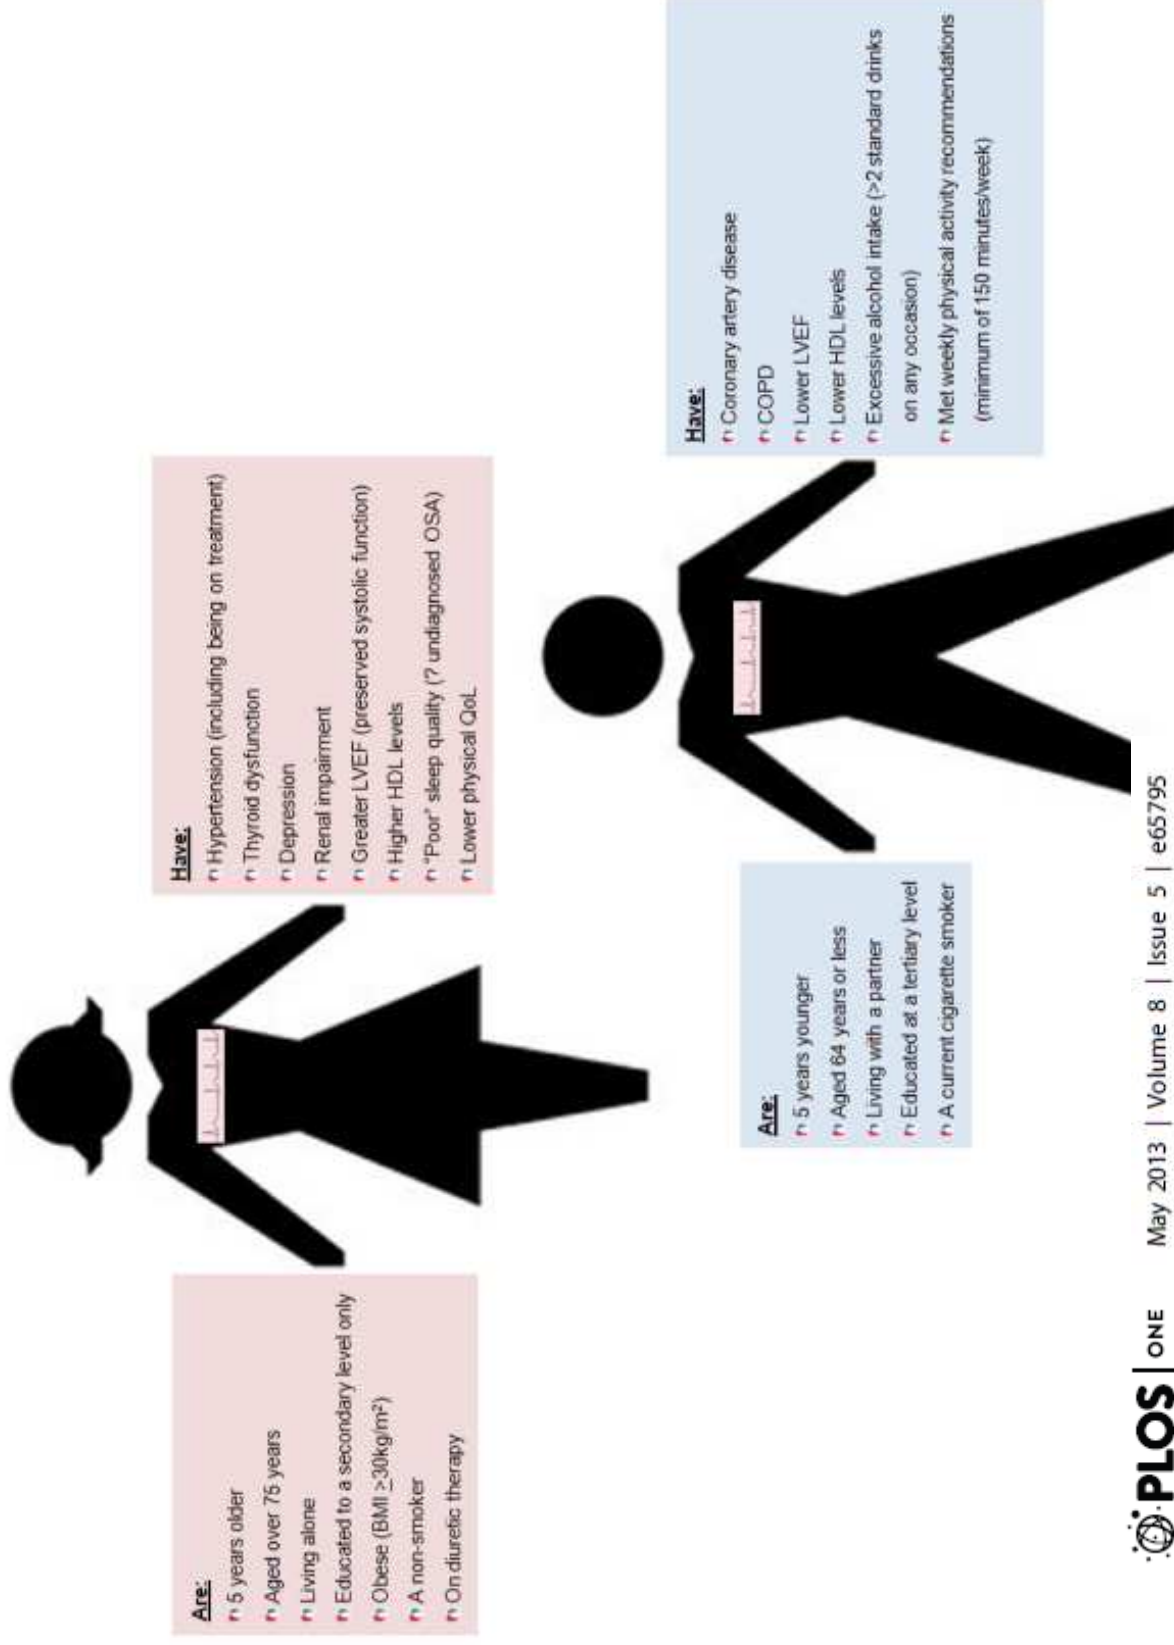 Are:
5 years older
Aged over 75 years
Living alone
Educated to a secondary level only
Obese (BMI ≥30kg/m²)
A non-smoker
On diuretic therapy
Have:
Hypertension (including being on treatment)
Thyroid dysfunction
Depression
Renal impairment
Greater LVEF (preserved systolic function)
Higher HDL levels
"Poor" sleep quality (? undiagnosed OSA)
Lower physical QoL
Are:
5 years younger
Aged 64 years or less
Living with a partner
Educated at a tertiary level
A current cigarette smoker
Have:
Coronary artery disease
COPD
Lower LVEF
Lower HDL levels
Excessive alcohol intake (>2 standard drinks
on any occasion)
Met weekly physical activity recommendations
(minimum of 150 minutes/week)
PLOS | ONE May 2013 | Volume 8 | Issue 5 | e65795